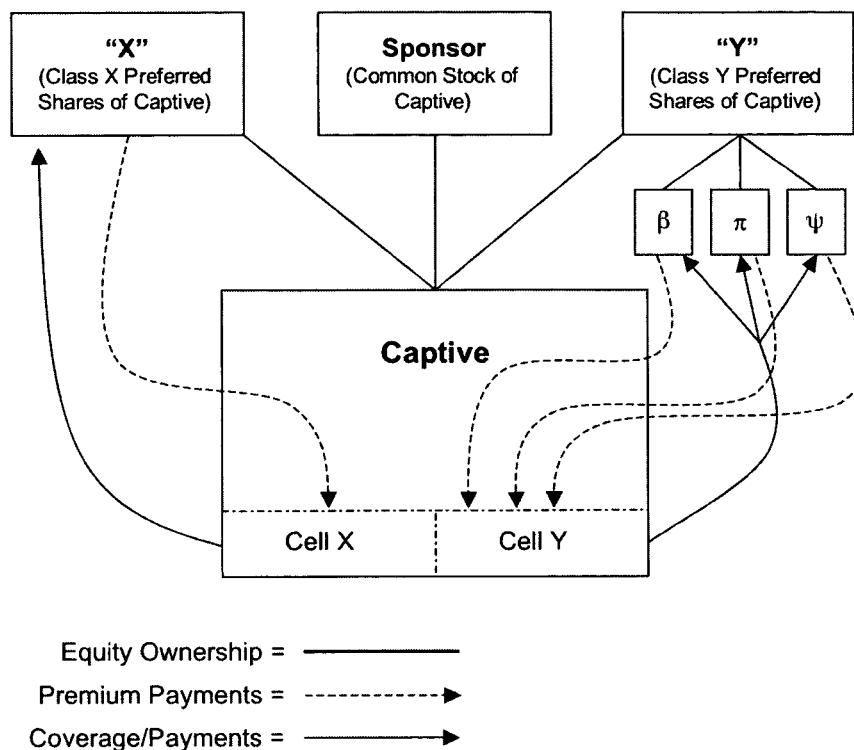 “X”
(Class X Preferred
Shares of Captive)
Sponsor
(Common Stock of
Captive)
“Y”
(Class Y Preferred
Shares of Captive)
β
π
ψ
Captive
Cell X
Cell Y
Equity Ownership =
Premium Payments =
Coverage/Payments =